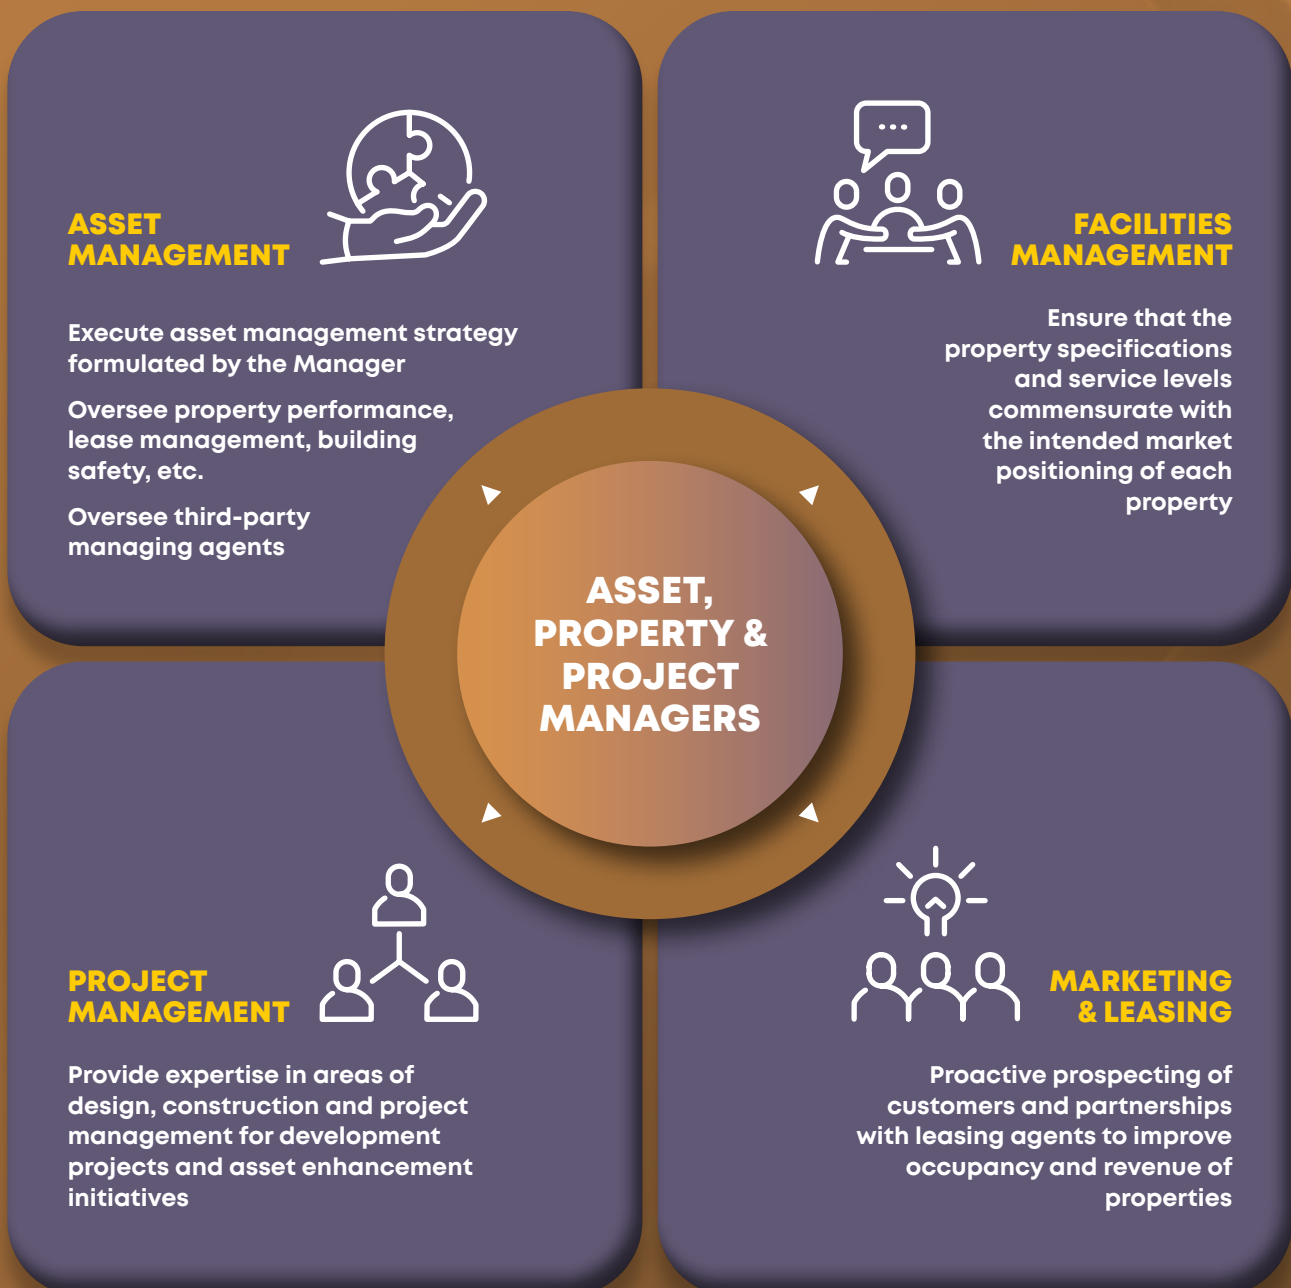 ASSET
MANAGEMENT
Execute asset management strategy
formulated by the Manager
Oversee property performance,
lease management, building
safety, etc.
Oversee third-party
managing agents
FACILITIES
MANAGEMENT
Ensure that the
property specifications
and service levels
commensurate with
the intended market
positioning of each
property
ASSET,
PROPERTY &
PROJECT
MANAGERS
PROJECT
MANAGEMENT
Provide expertise in areas of
design, construction and project
management for development
projects and asset enhancement
initiatives
MARKETING
& LEASING
Proactive prospecting of
customers and partnerships
with leasing agents to improve
occupancy and revenue of
properties